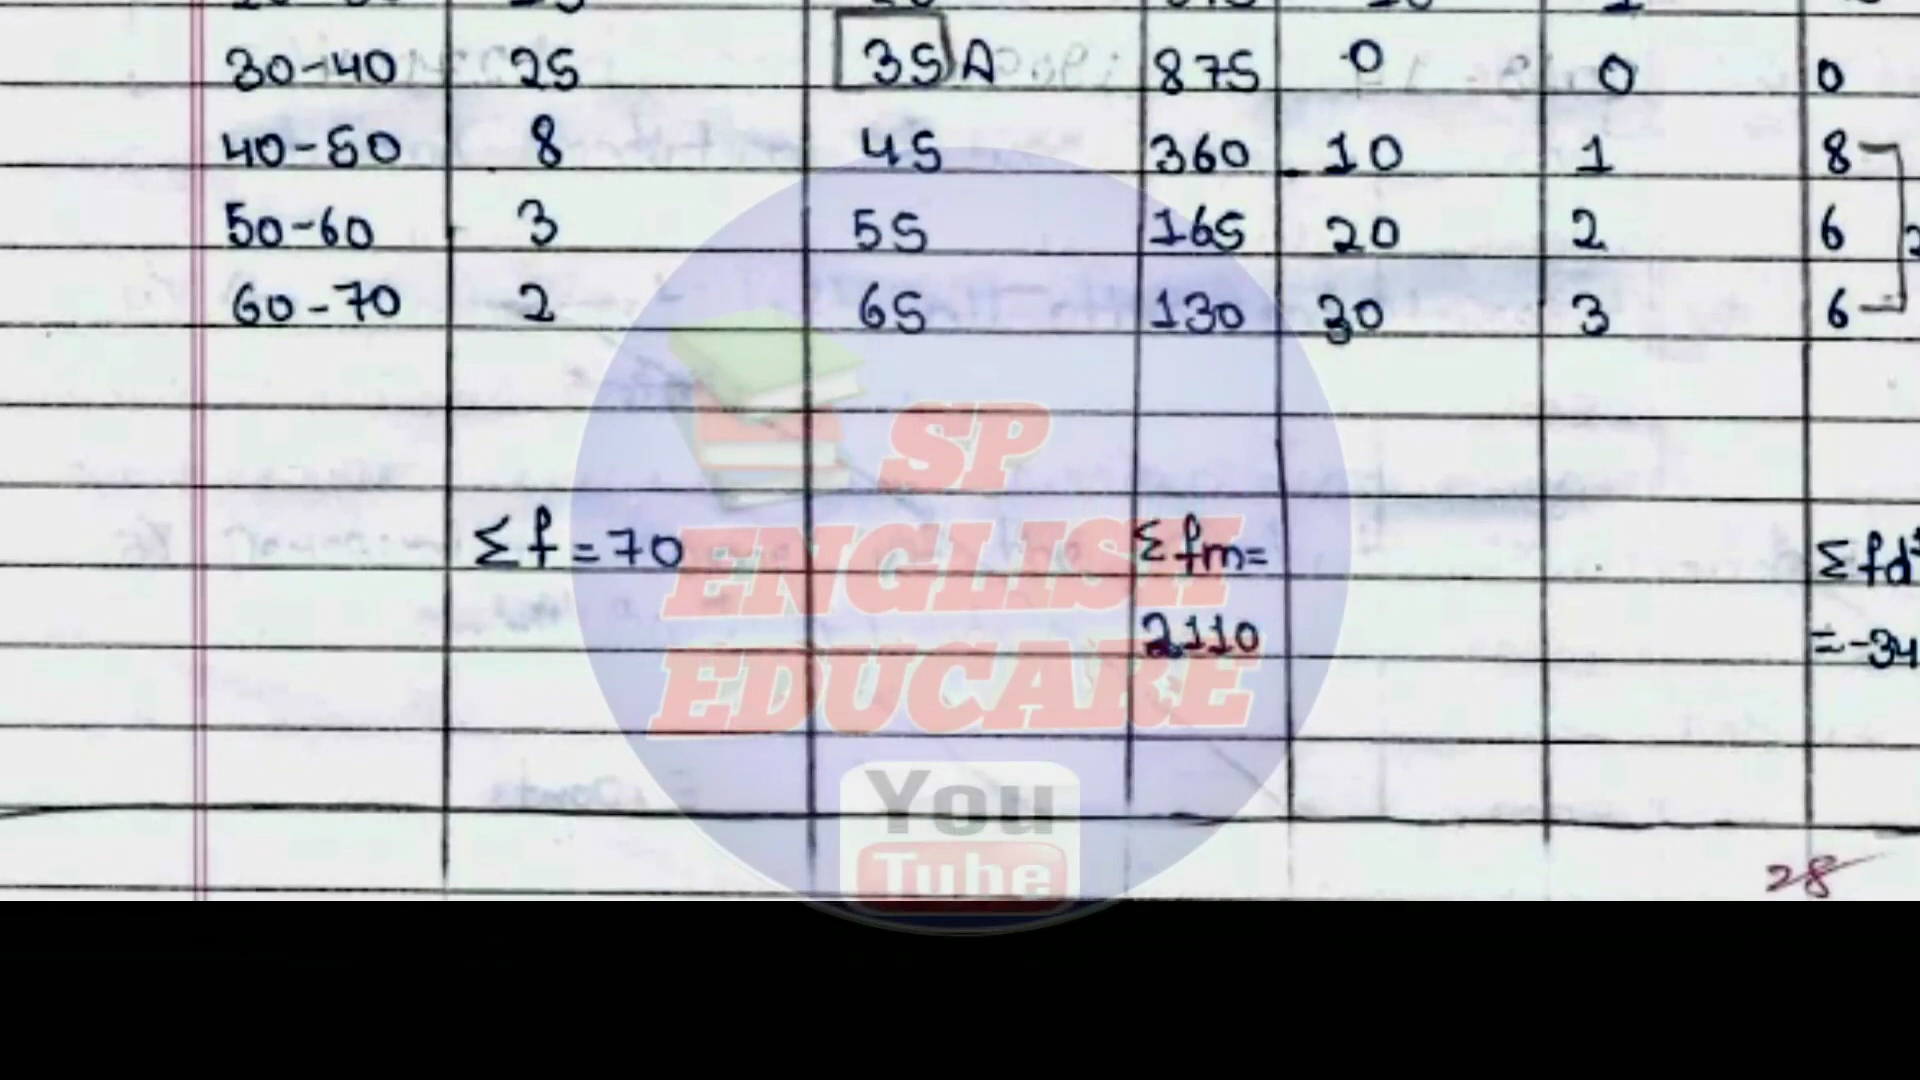 30-40 25 35 A 875 0 0 0
40-50 8 45 360 10 1 8
50-60 3 55 165 20 2 6
60-70 2 65 130 30 3 6
Σf=70 Σfm= Σfd'
2110 =-34
28
SP
ENGLISH
EDUCARE
You
Tube